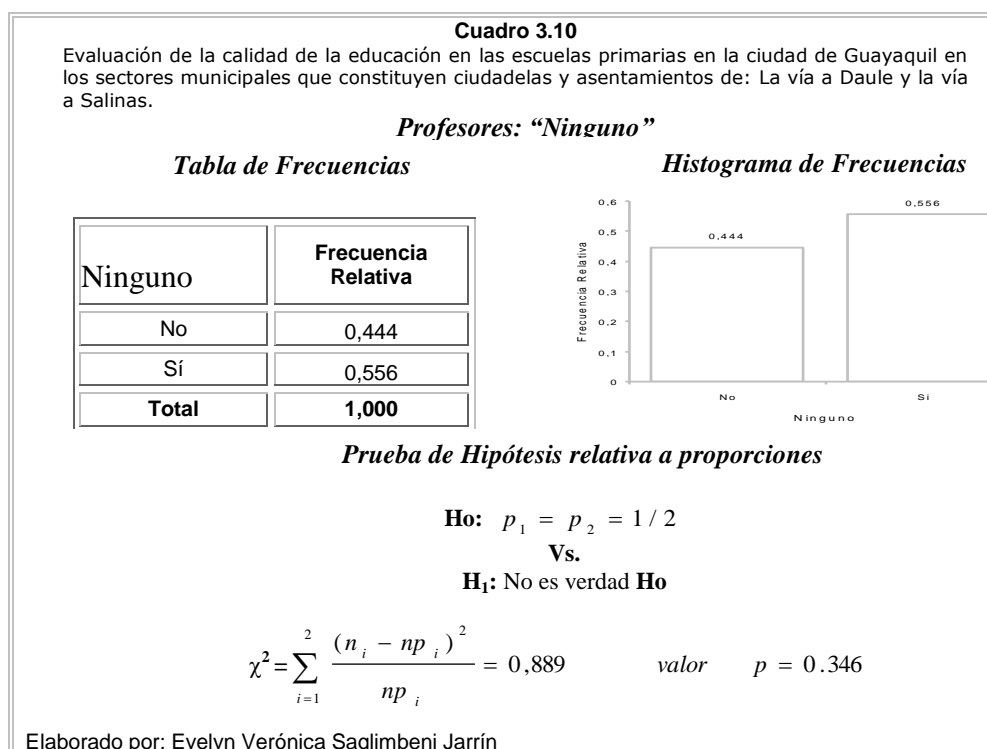 Cuadro 3.10
Evaluación de la calidad de la educación en las escuelas primarias en la ciudad de Guayaquil en
los sectores municipales que constituyen ciudadelas y asentamientos de: La vía a Daule y la vía
a Salinas.
Profesores: “Ninguno”
Tabla de Frecuencias
Ninguno Frecuencia Relativa
No 0,444
Sí 0,556
Total 1,000
Histograma de Frecuencias
Frecuencia Relativa
0,6
0,5
0,4
0,3
0,2
0,1
0
0,444 0,556
No Si
Ninguno
Prueba de Hipótesis relativa a proporciones
Ho: p₁ = p₂ = 1 / 2
Vs.
H₁: No es verdad Ho
χ² = ∑ᵢ₌₁² (nᵢ − npᵢ)² / npᵢ = 0,889 valor p = 0.346
Elaborado por: Evelyn Verónica Saglimbeni Jarrín